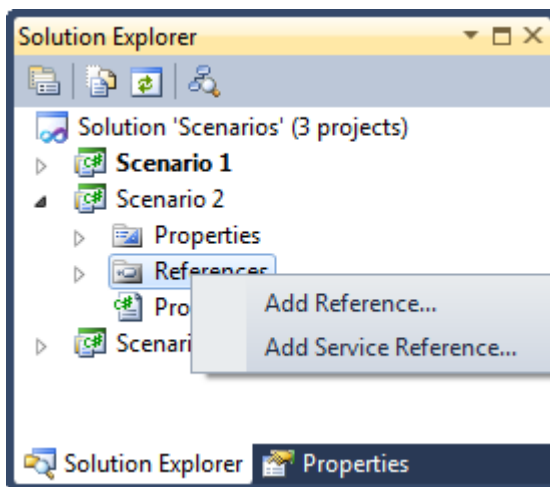 Solution Explorer
Solution 'Scenarios' (3 projects)
Scenario 1
Scenario 2
Properties
References
Add Reference...
Add Service Reference...
Solution Explorer Properties